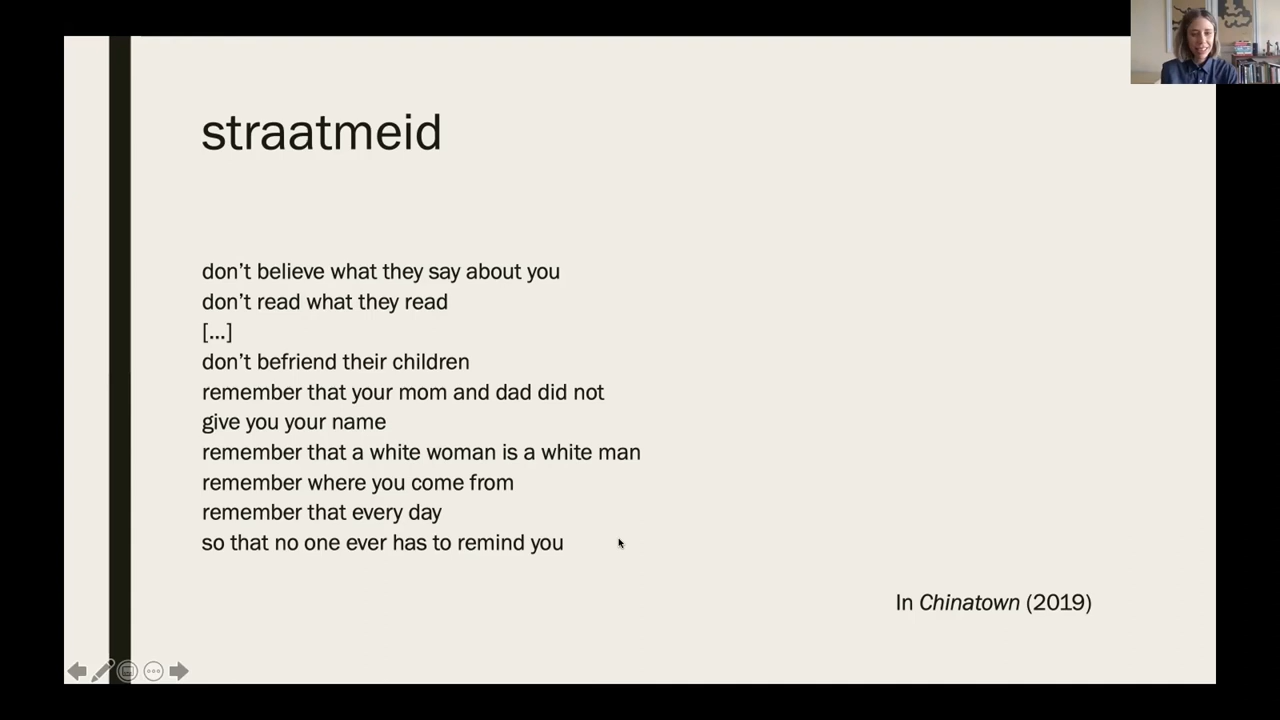 straatmeid
don’t believe what they say about you
don’t read what they read
[…]
don’t befriend their children
remember that your mom and dad did not
give you your name
remember that a white woman is a white man
remember where you come from
remember that every day
so that no one ever has to remind you
In Chinatown (2019)